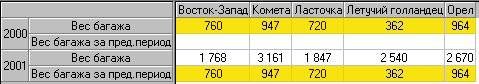 Восток-Запад Комета Ласточка Летучий голландец Орел
2000 Вес багажа 760 947 720 362 964
Вес багажа за пред.период
2001 Вес багажа 1 768 3 161 1 847 2 540 2 670
Вес багажа за пред.период 760 947 720 362 964